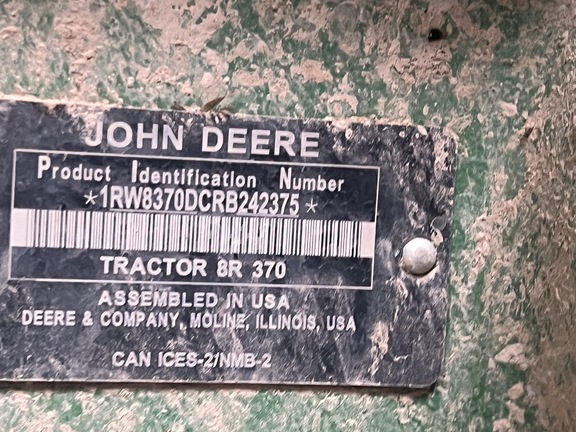 JOHN DEERE
Product Identification Number
*1RW8370DCRB242375*
TRACTOR 8R 370
ASSEMBLED IN USA
DEERE & COMPANY, MOLINE, ILLINOIS, USA
CAN ICES-2/NMB-2